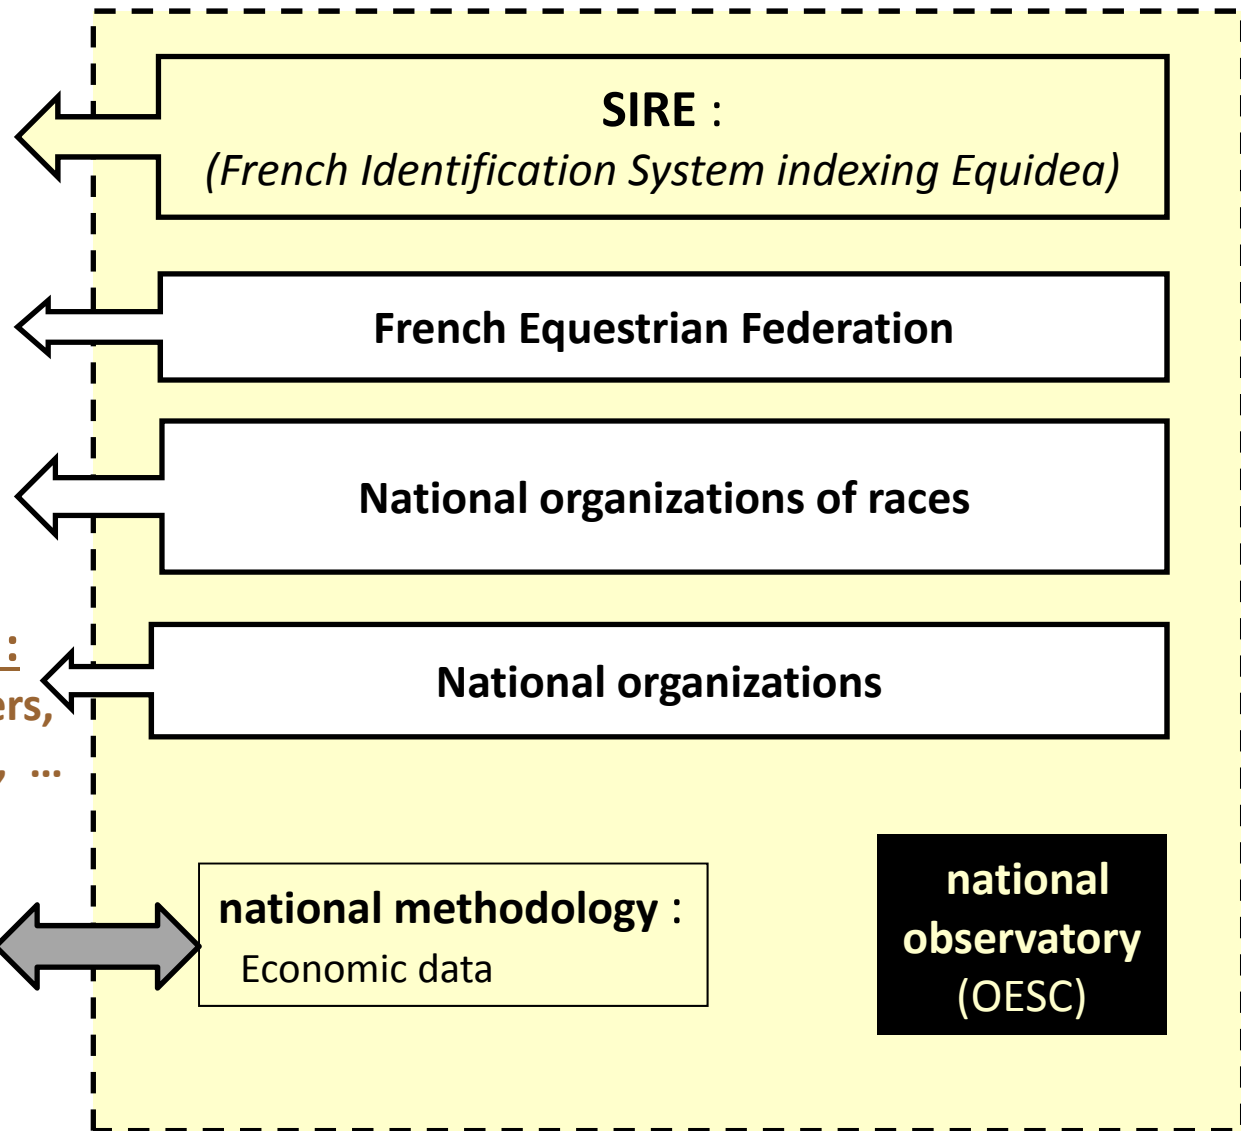 SIRE :
(French Identification System indexing Equidea)
French Equestrian Federation
National organizations of races
:
National organizations
ers,
, ...
national methodology :
Economic data
national
observatory
(OESC)